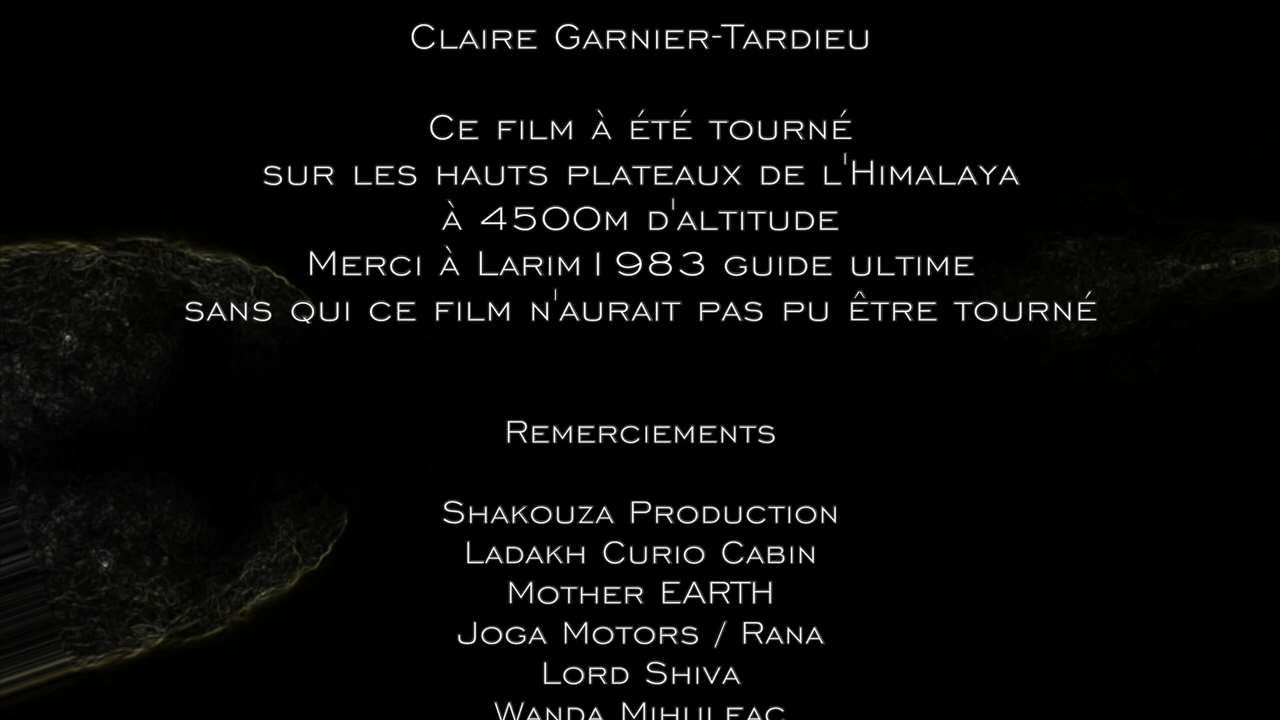 Claire Garnier-Tardieu
Ce film à été tourné
sur les hauts plateaux de l'Himalaya
à 4500m d'altitude
Merci à Larim1983 guide ultime
sans qui ce film n'aurait pas pu être tourné
Remerciements
Shakouza Production
Ladakh Curio Cabin
Mother EARTH
Joga Motors / Rana
Lord Shiva
Wanda Mihuleac